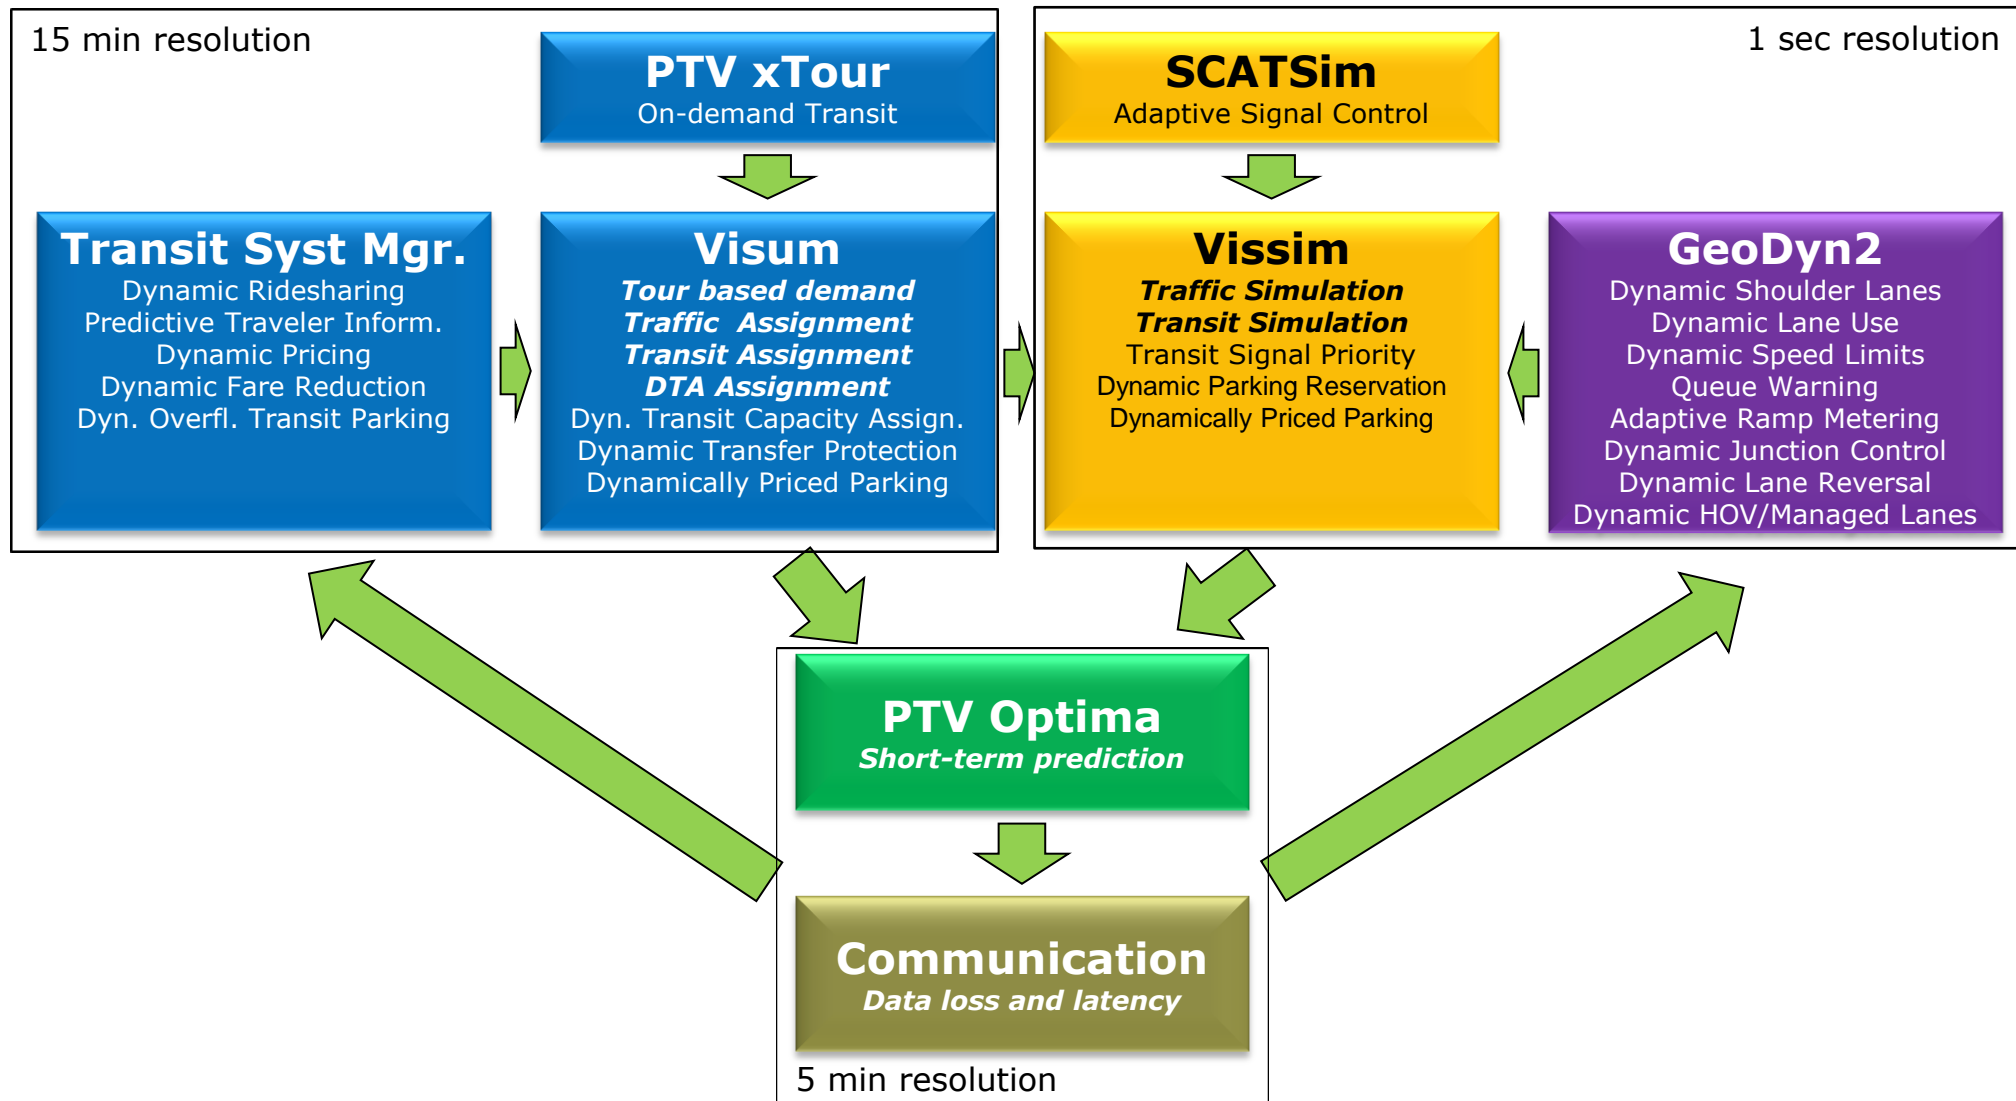 15 min resolution
PTV xTour
On-demand Transit
Transit Syst Mgr.
Dynamic Ridesharing
Predictive Traveler Inform.
Dynamic Pricing
Dynamic Fare Reduction
Dyn. Overfl. Transit Parking
Visum
Tour based demand
Traffic  Assignment
Transit Assignment
DTA Assignment
Dyn. Transit Capacity Assign.
Dynamic Transfer Protection
Dynamically Priced Parking
1 sec resolution
SCATSim
Adaptive Signal Control
Vissim
Traffic Simulation
Transit Simulation
Transit Signal Priority
Dynamic Parking Reservation
Dynamically Priced Parking
GeoDyn2
Dynamic Shoulder Lanes
Dynamic Lane Use
Dynamic Speed Limits
Queue Warning
Adaptive Ramp Metering
Dynamic Junction Control
Dynamic Lane Reversal
Dynamic HOV/Managed Lanes
PTV Optima
Short-term prediction
Communication
Data loss and latency
5 min resolution